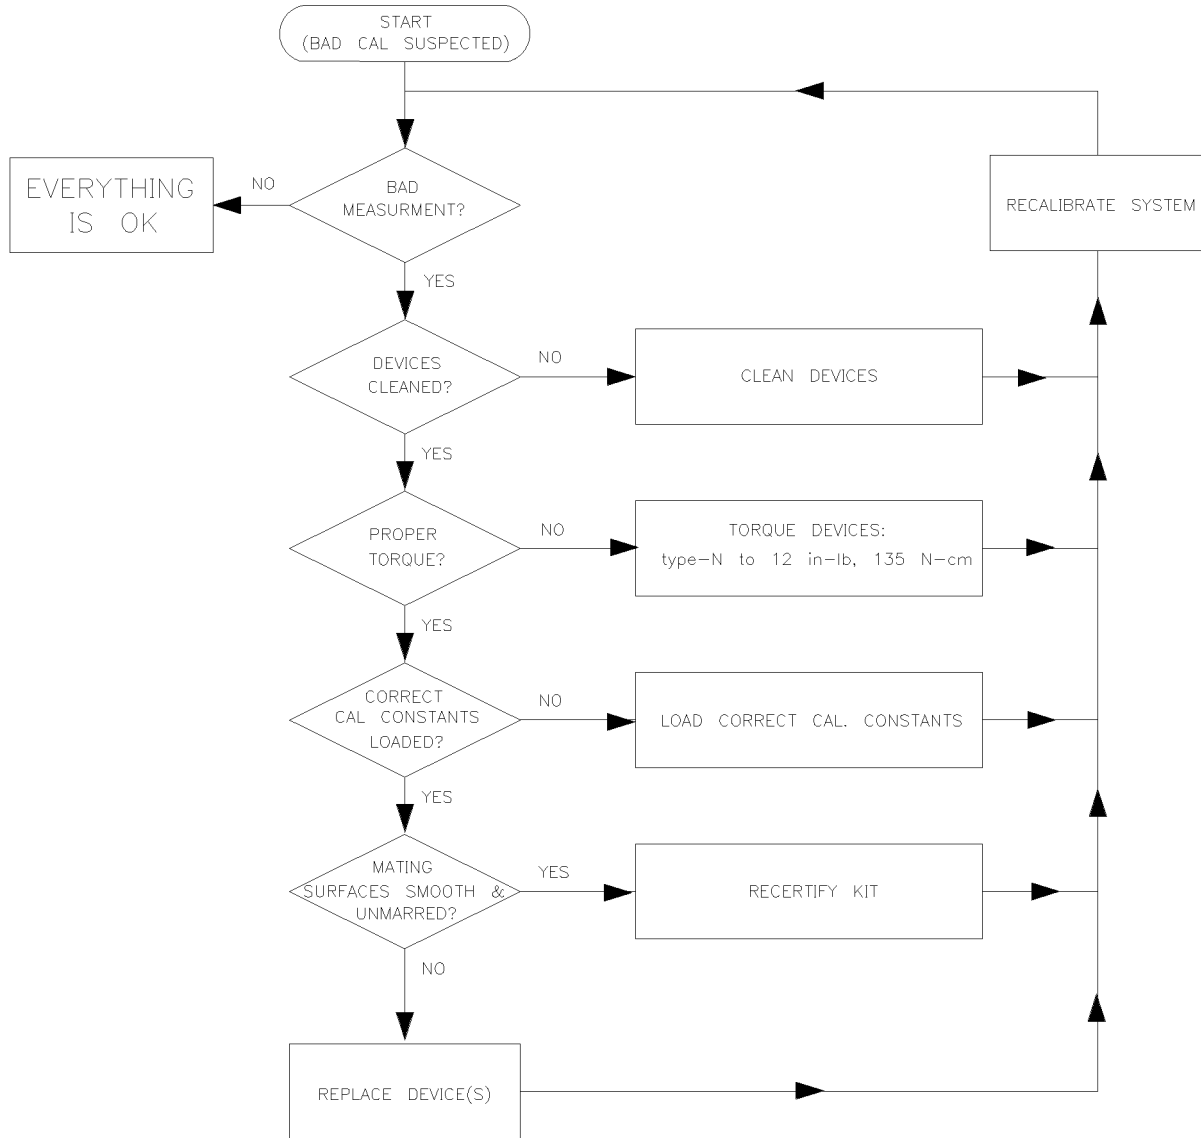 START
(BAD CAL SUSPECTED)
EVERYTHING
IS OK
NO
BAD
MEASURMENT?
RECALIBRATE SYSTEM
YES
DEVICES
CLEANED?
NO
CLEAN DEVICES
YES
PROPER
TORQUE?
NO
TORQUE DEVICES:
type-N to 12 in-lb, 135 N-cm
YES
CORRECT
CAL CONSTANTS
LOADED?
NO
LOAD CORRECT CAL. CONSTANTS
YES
MATING
SURFACES SMOOTH &
UNMARRED?
YES
RECERTIFY KIT
NO
REPLACE DEVICE(S)